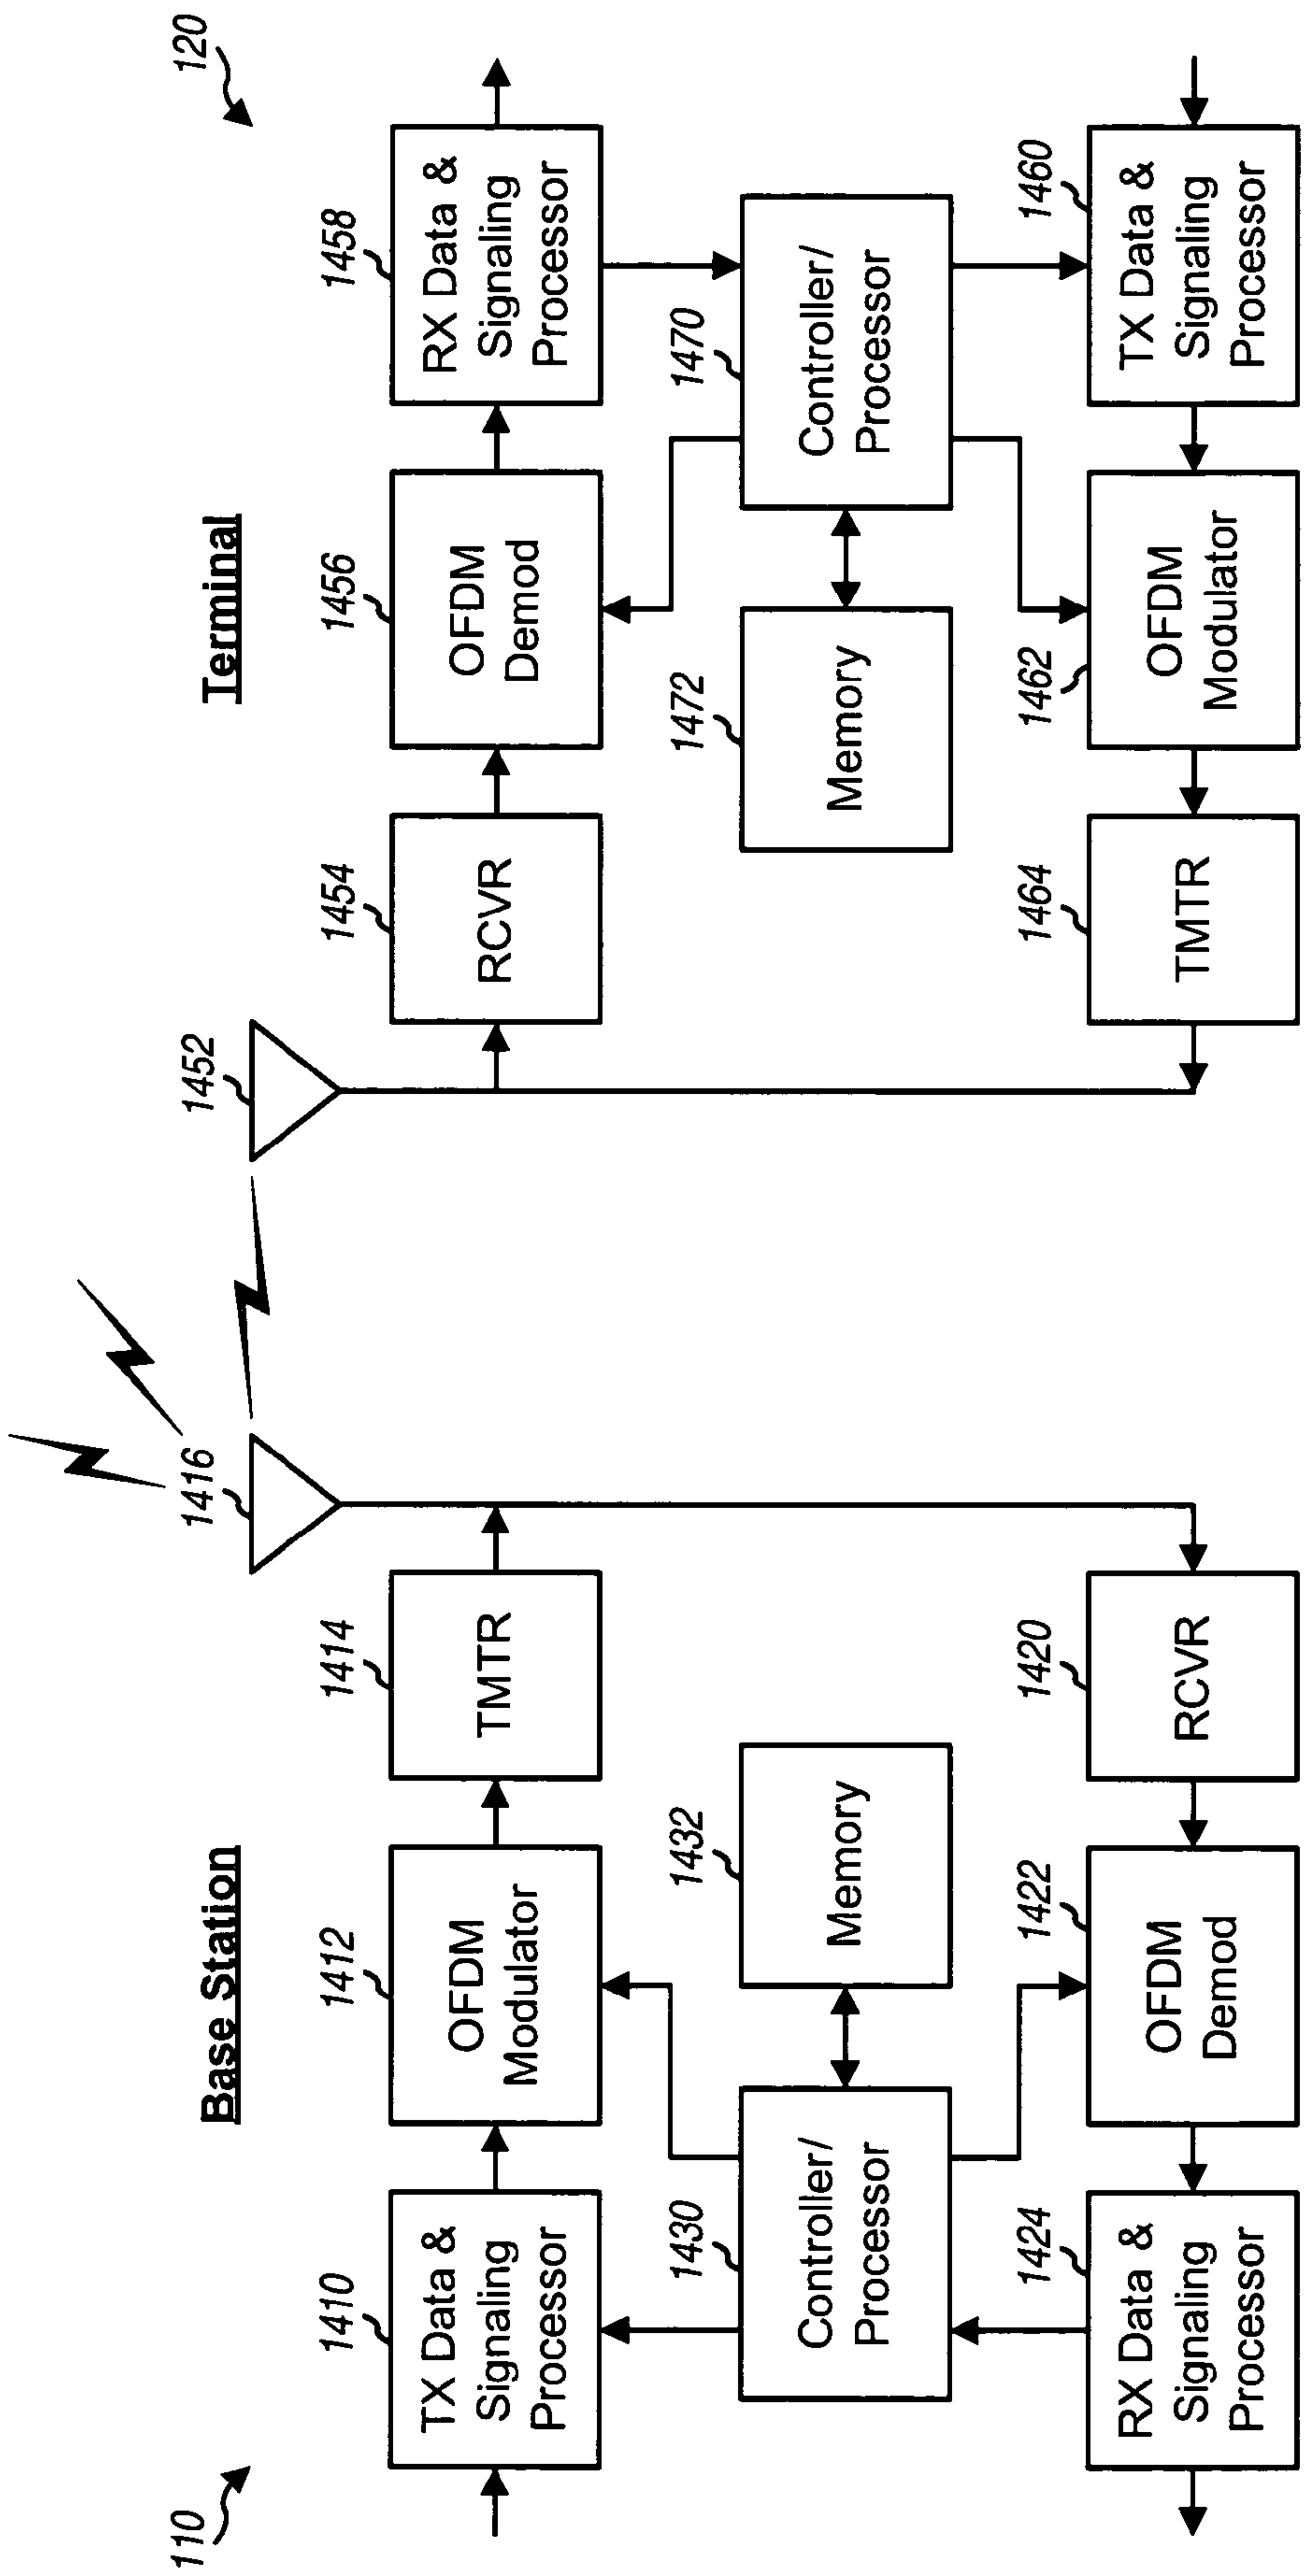 110
Base Station
1410
TX Data &
Signaling
Processor
1412
OFDM
Modulator
1414
TMTR
1416
1430
Controller/
Processor
1432
Memory
1424
RX Data &
Signaling
Processor
1422
OFDM
Demod
1420
RCVR
120
Terminal
1452
1454
RCVR
1456
OFDM
Demod
1458
RX Data &
Signaling
Processor
1472
Memory
1470
Controller/
Processor
1464
TMTR
1462
OFDM
Modulator
1460
TX Data &
Signaling
Processor